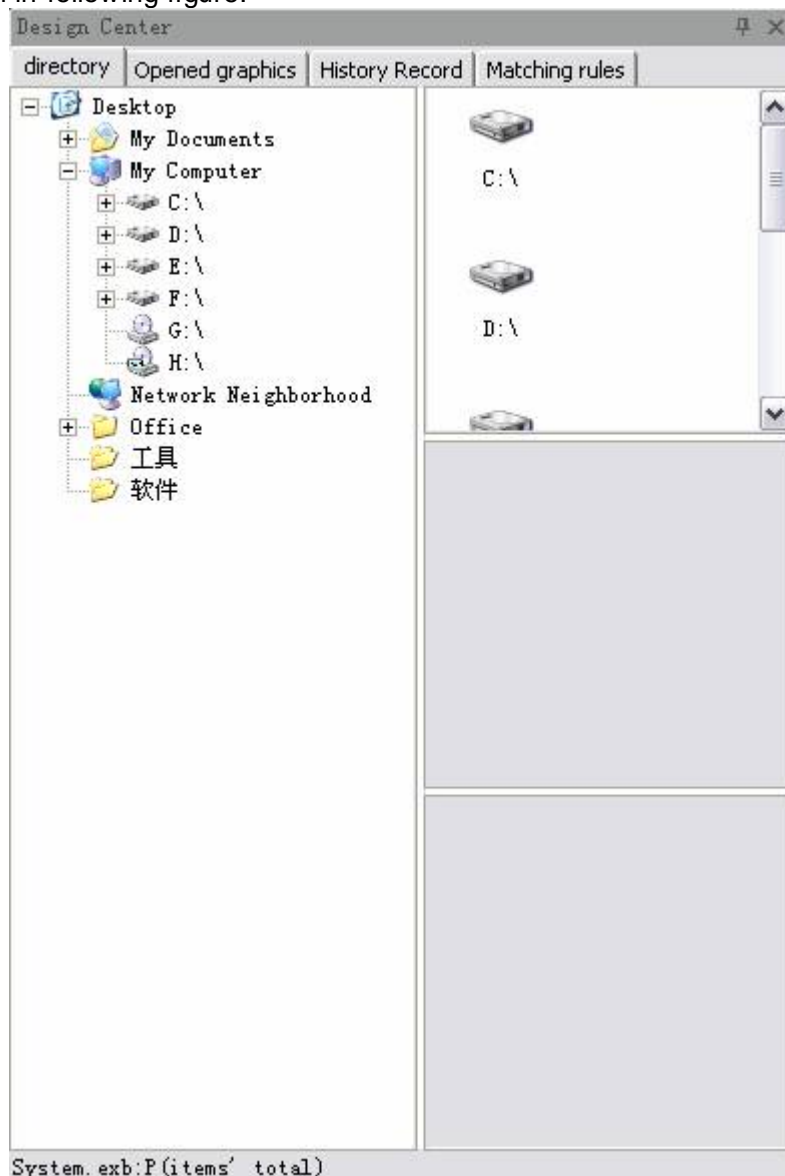 in following figure.
Design Center
directory Opened graphics History Record Matching rules
Desktop
My Documents
My Computer
C:\
D:\
E:\
F:\
G:\
H:\
Network Neighborhood
Office
工具
软件
C:\
D:\
System.exb:P(items' total)